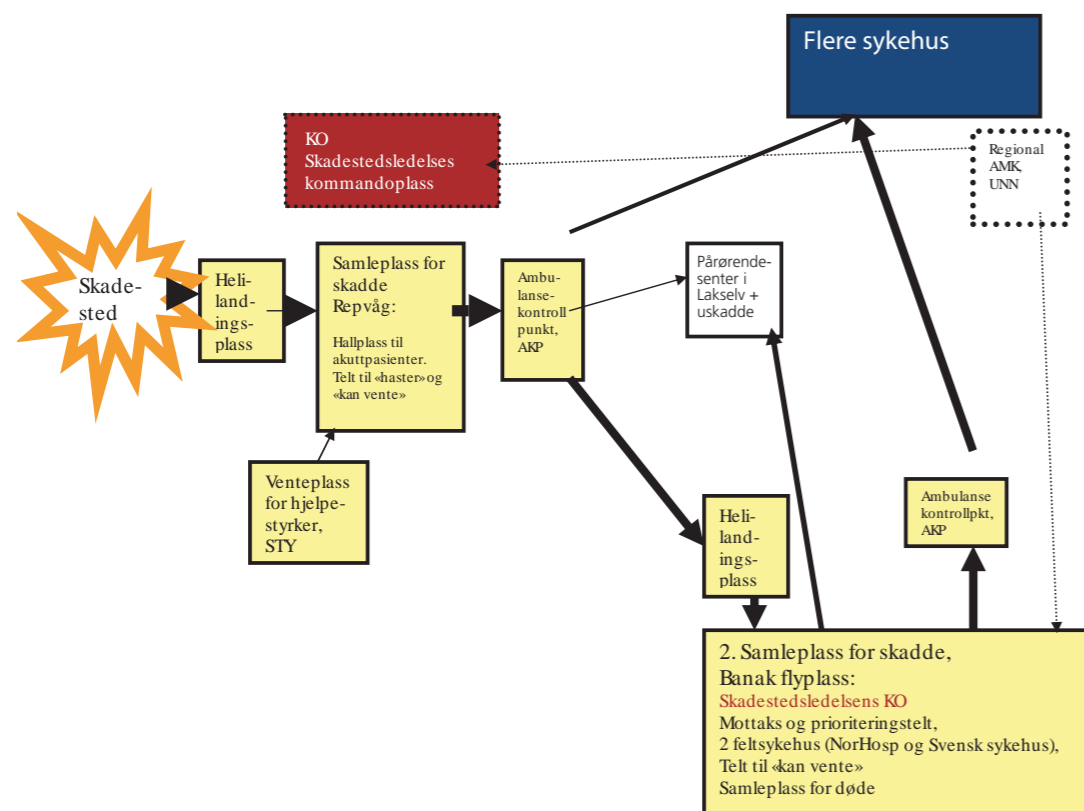 Flere sykehus
KO
Skadestedsledelses
kommandoplass
Regional
AMK,
UNN
Skade-
sted
Heli-
land-
ings-
plass
Samleplass for
skadde
Repvåg:
Hallplass til
akuttpasienter.
Telt til «haster» og
«kan vente»
Ambu-
lanse-
kontroll
punkt,
AKP
Pårørende-
senter i
Lakselv +
uskadde
Venteplass
for hjelpe-
styrker,
STY
Heli-
land-
ings-
plass
Ambulanse
kontrollpkt,
AKP
2. Samleplass for skadde,
Banak flyplass:
Skadestedsledelsens KO
Mottaks og prioriteringstelt,
2 feltsykehus (NorHosp og Svensk sykehus),
Telt til «kan vente»
Samleplass for døde